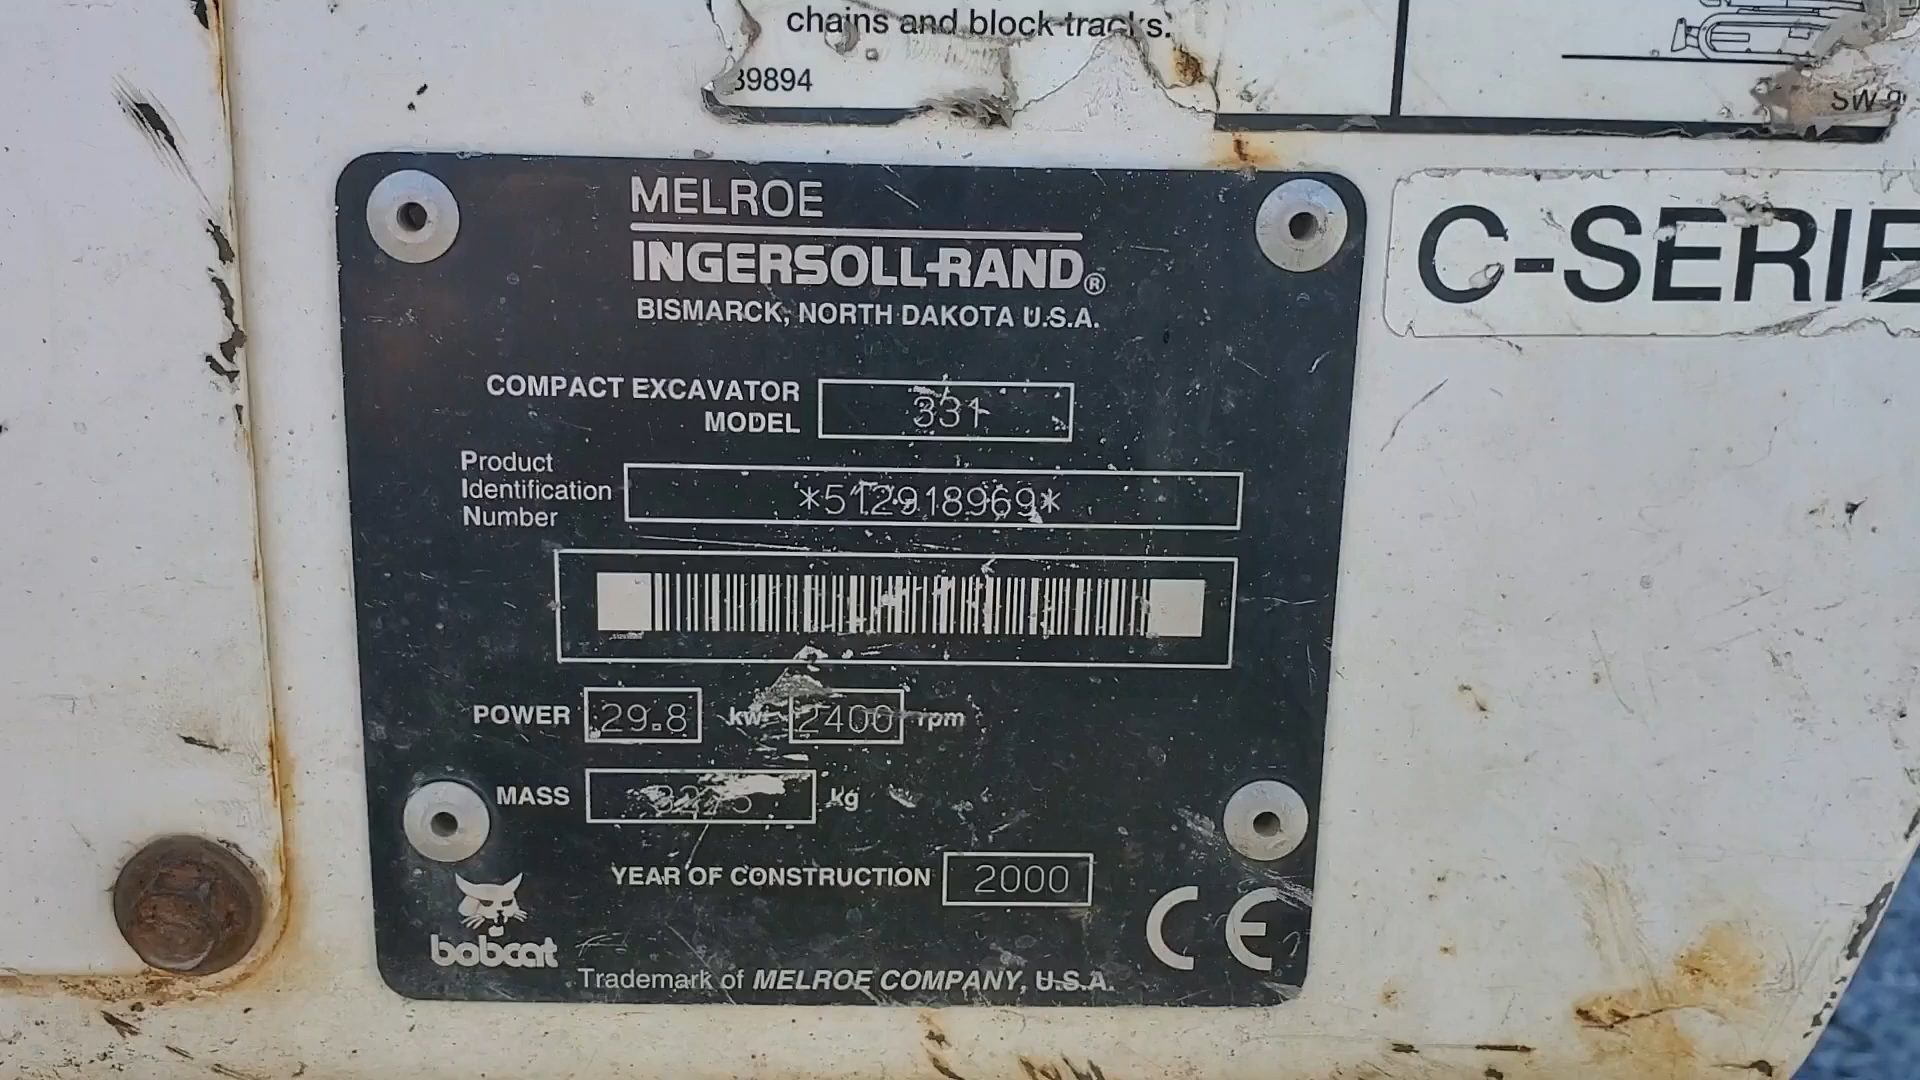 chains and block tracks.
39894
MELROE
INGERSOLL-RAND®
BISMARCK, NORTH DAKOTA U.S.A.
C-SERIE
COMPACT EXCAVATOR
MODEL 331
Product
Identification
Number *512918969*
POWER 29.8 kw 2400 rpm
MASS kg
YEAR OF CONSTRUCTION 2000
CE
bobcat
Trademark of MELROE COMPANY, U.S.A.